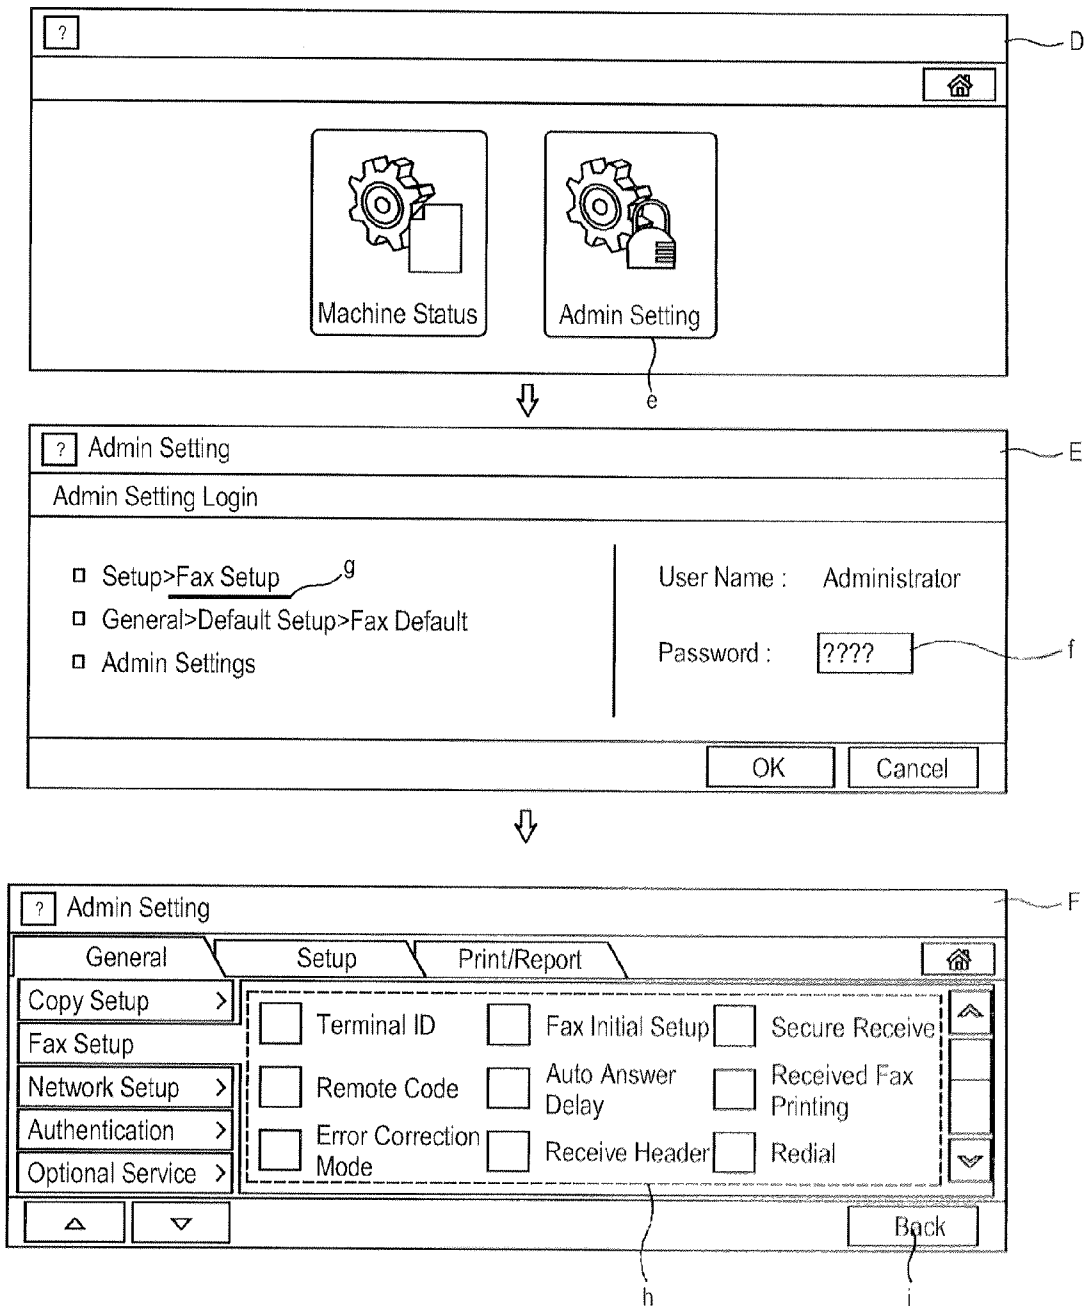 ?
D
Machine Status
Admin Setting
e
? Admin Setting
E
Admin Setting Login
Setup>Fax Setup
g
General>Default Setup>Fax Default
Admin Settings
User Name : Administrator
Password : ????
f
OK
Cancel
? Admin Setting
F
General
Setup
Print/Report
Copy Setup >
Fax Setup
Network Setup >
Authentication >
Optional Service >
Terminal ID
Fax Initial Setup
Secure Receive
Remote Code
Auto Answer
Delay
Received Fax
Printing
Error Correction
Mode
Receive Header
Redial
Back
h
i